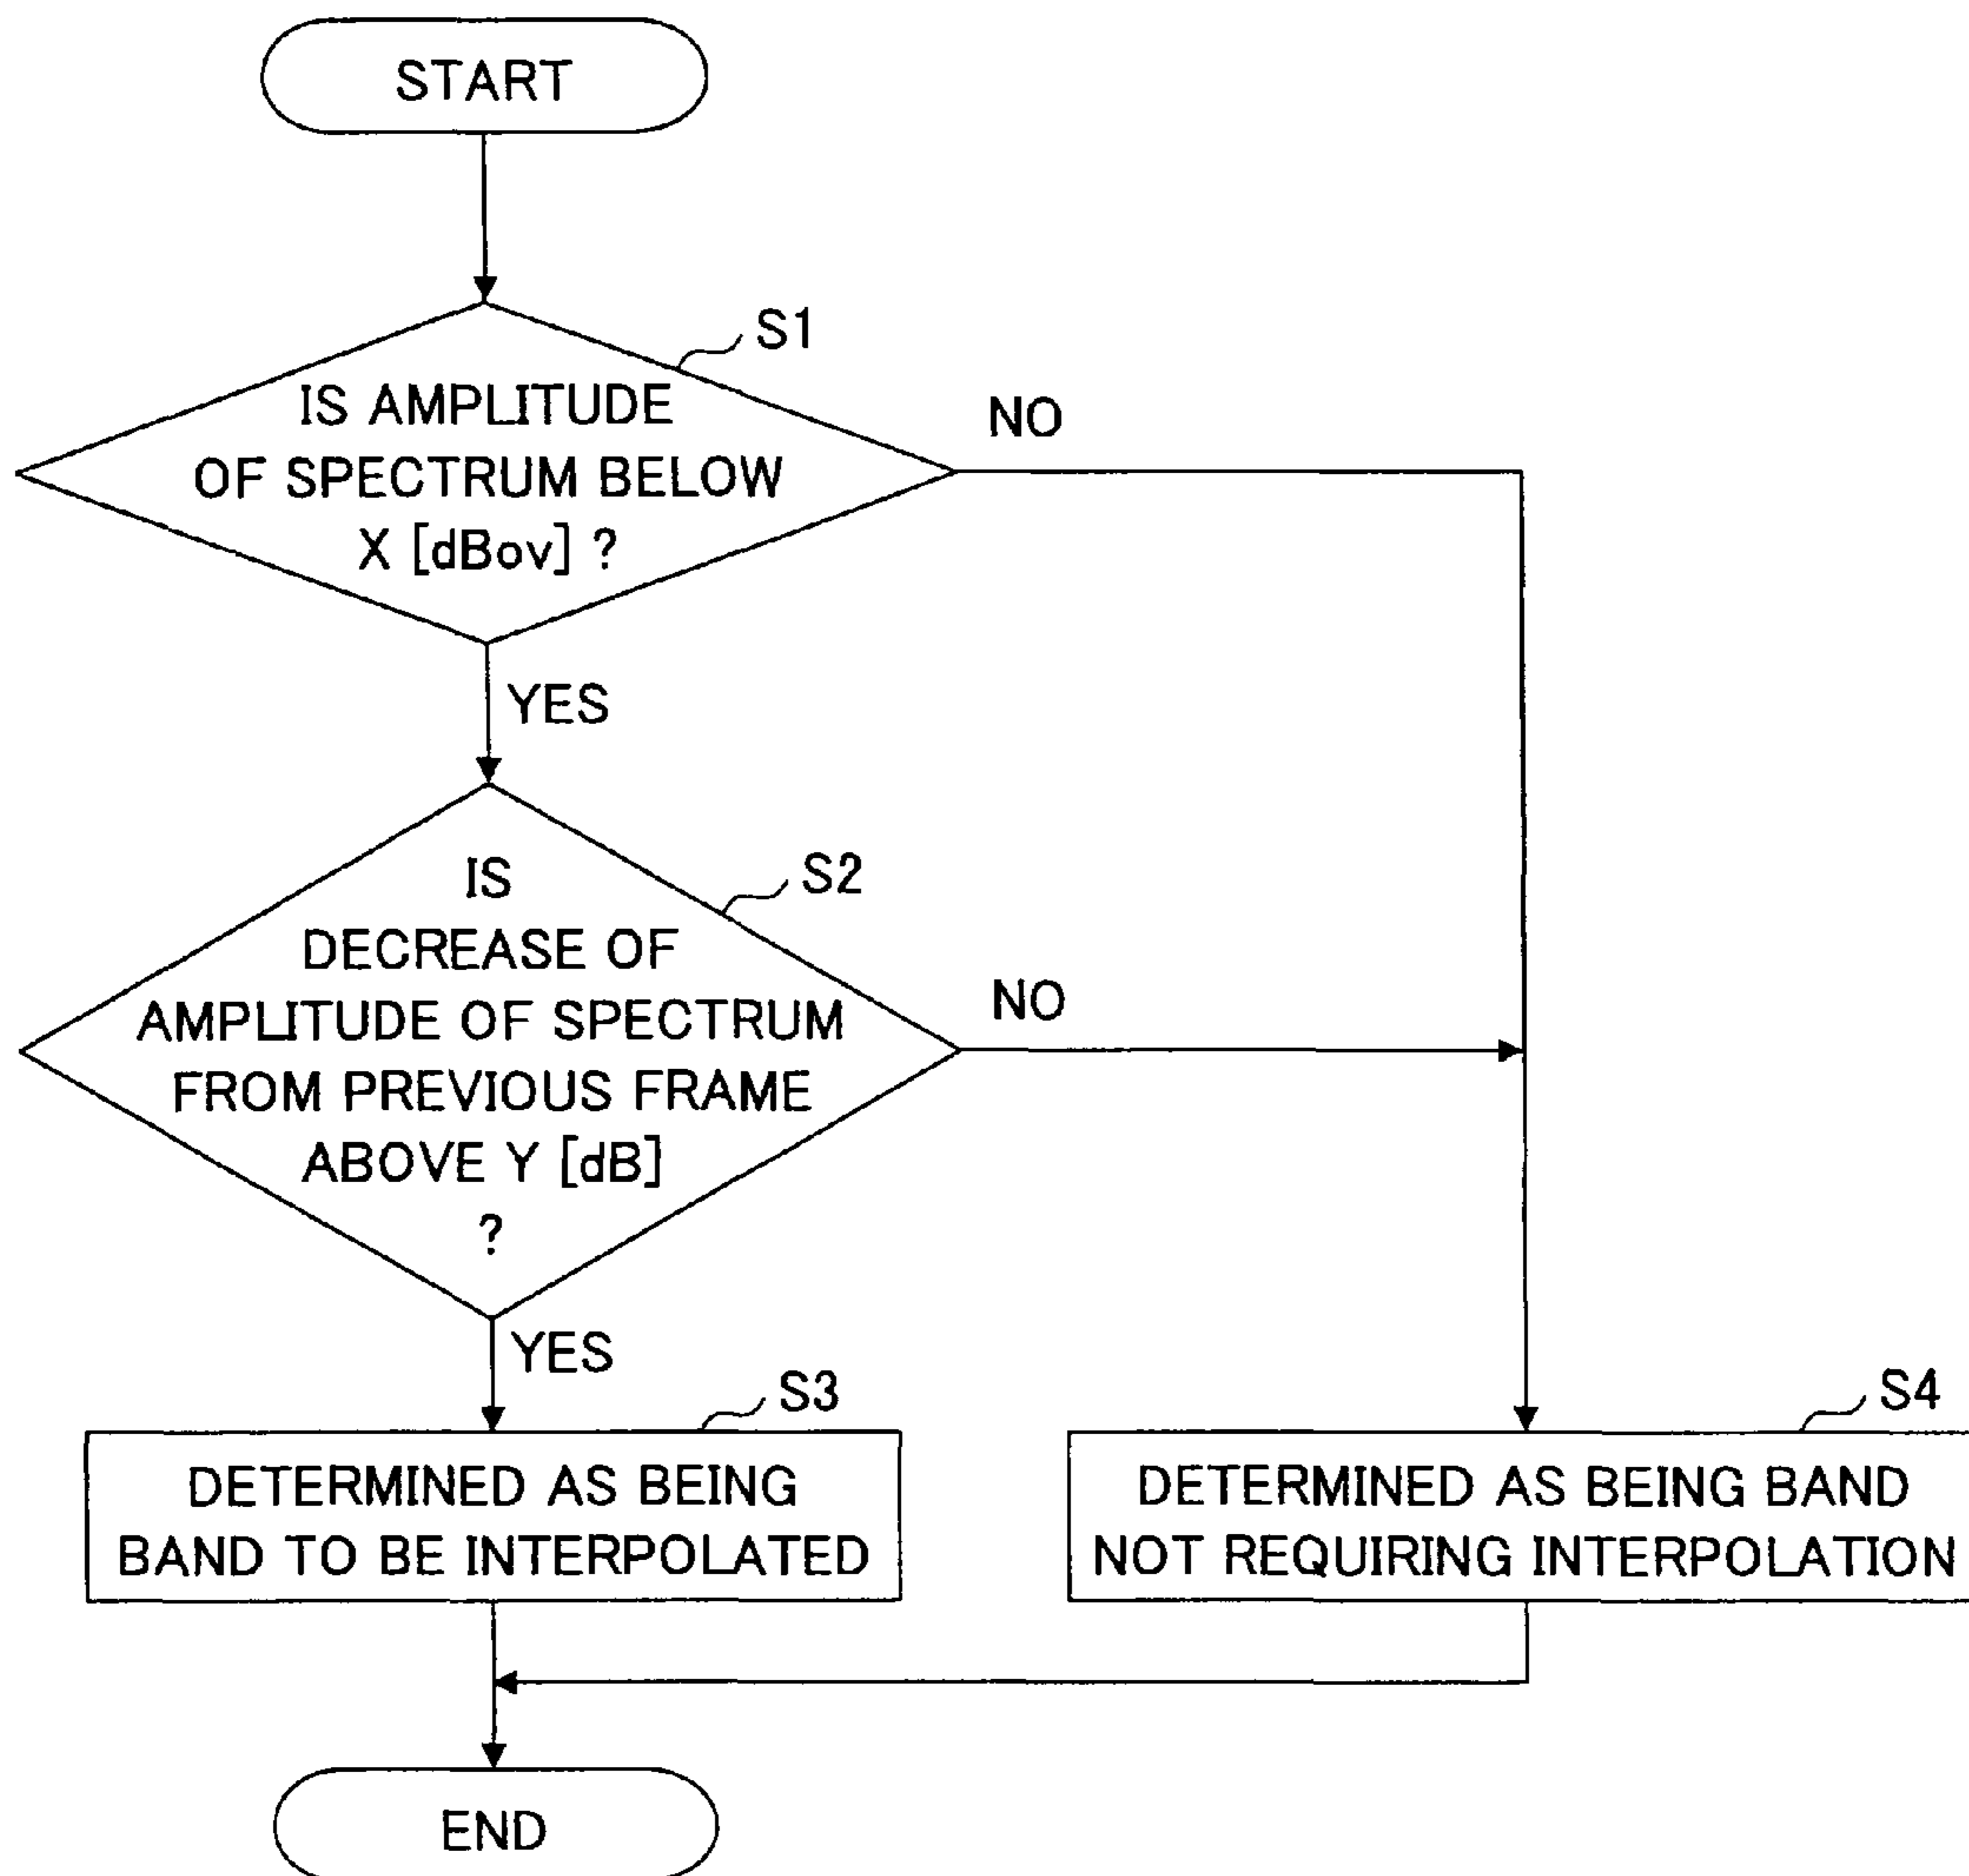 START
S1
IS AMPLITUDE
OF SPECTRUM BELOW
X [dBov] ?
NO
YES
S2
IS
DECREASE OF
AMPLITUDE OF SPECTRUM
FROM PREVIOUS FRAME
ABOVE Y [dB]
?
NO
YES
S3
DETERMINED AS BEING
BAND TO BE INTERPOLATED
S4
DETERMINED AS BEING BAND
NOT REQUIRING INTERPOLATION
END